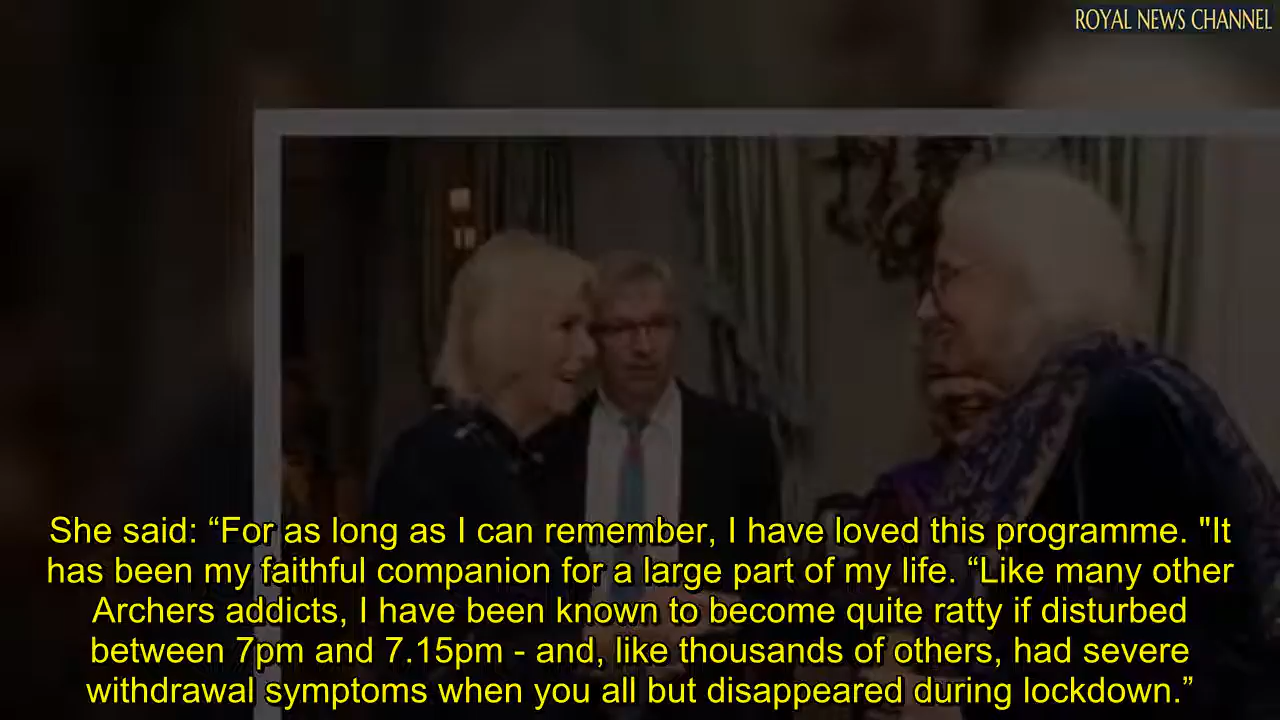 ROYAL NEWS CHANNEL
She said: “For as long as I can remember, I have loved this programme. "It
has been my faithful companion for a large part of my life. “Like many other
Archers addicts, I have been known to become quite ratty if disturbed
between 7pm and 7.15pm - and, like thousands of others, had severe
withdrawal symptoms when you all but disappeared during lockdown.”